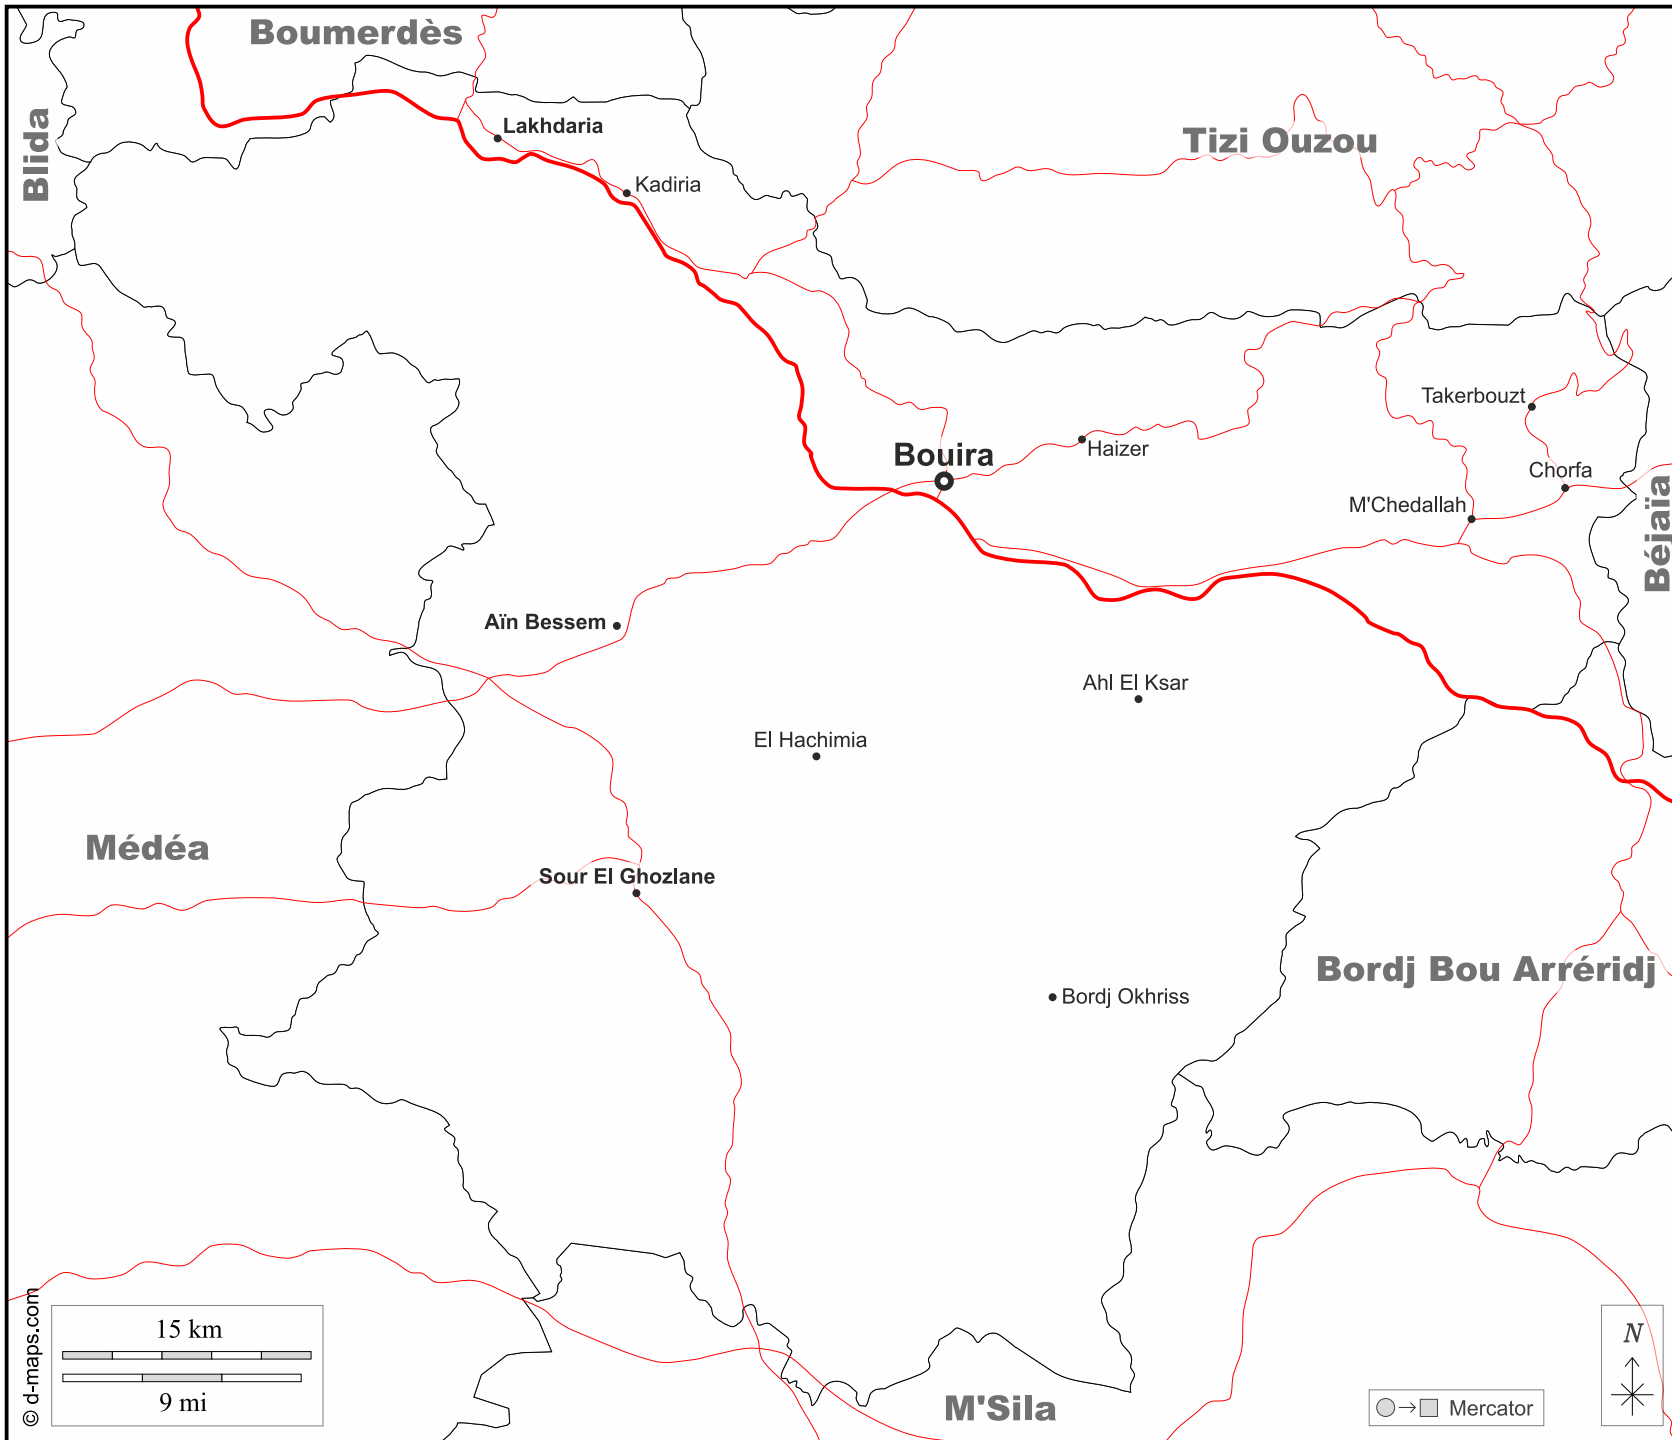 Boumerdès
Blida
Lakhdaria
Tizi Ouzou
Kadiria
Takerbouzt
Haizer
Bouira
Chorfa
M'Chedallah
Béjaïa
Aïn Bessem
Ahl El Ksar
El Hachimia
Médéa
Sour El Ghozlane
Bordj Bou Arréridj
Bordj Okhriss
© d-maps.com
15 km
9 mi
M'Sila
Mercator
N